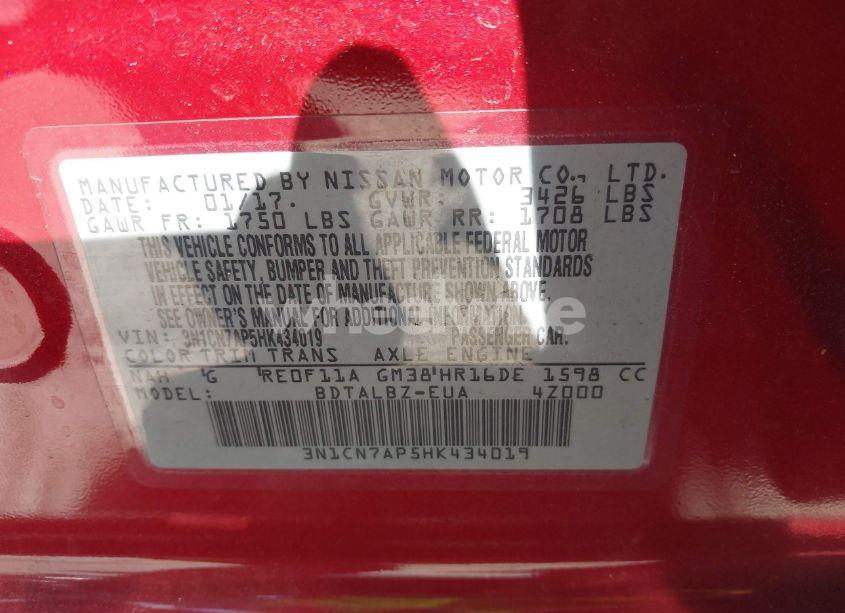 MANUFACTURED BY NISSAN MOTOR CO., LTD.
DATE: 01/17. GVWR: 3426 LBS
GAWR FR: 1750 LBS GAWR RR: 1708 LBS
THIS VEHICLE CONFORMS TO ALL APPLICABLE FEDERAL MOTOR
VEHICLE SAFETY, BUMPER AND THEFT PREVENTION STANDARDS
IN EFFECT ON THE DATE OF MANUFACTURE SHOWN ABOVE.
SEE OWNER'S MANUAL FOR ADDITIONAL INFORMATION.
VIN: 3N1CN7AP5HK434019 PASSENGER CAR.
COLOR TRIM TRANS AXLE ENGINE
NAH G RE0F11A GM38 HR16DE 1598 CC
MODEL: BDTALBZ-EUA 4Z000
3N1CN7AP5HK434019